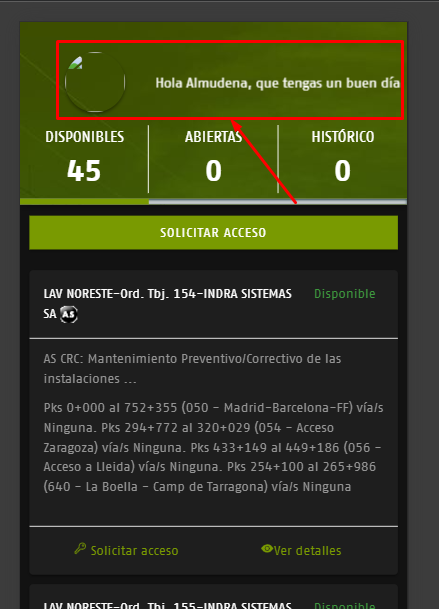 Hola Almudena, que tengas un buen día
DISPONIBLES ABIERTAS HISTÓRICO
45 0 0
SOLICITAR ACCESO
LAV NORESTE-Ord. Tbj. 154-INDRA SISTEMAS Disponible
SA AS
AS CRC: Mantenimiento Preventivo/Correctivo de las
instalaciones ...
Pks 0+000 al 752+355 (050 - Madrid-Barcelona-FF) vía/s
Ninguna. Pks 294+772 al 320+029 (054 - Acceso
Zaragoza) vía/s Ninguna. Pks 433+149 al 449+186 (056 -
Acceso a Lleida) vía/s Ninguna. Pks 254+100 al 265+986
(640 - La Boella - Camp de Tarragona) vía/s Ninguna
Solicitar acceso Ver detalles
LAV NORESTE-Ord. Tbj. 155-INDRA SISTEMAS Disponible